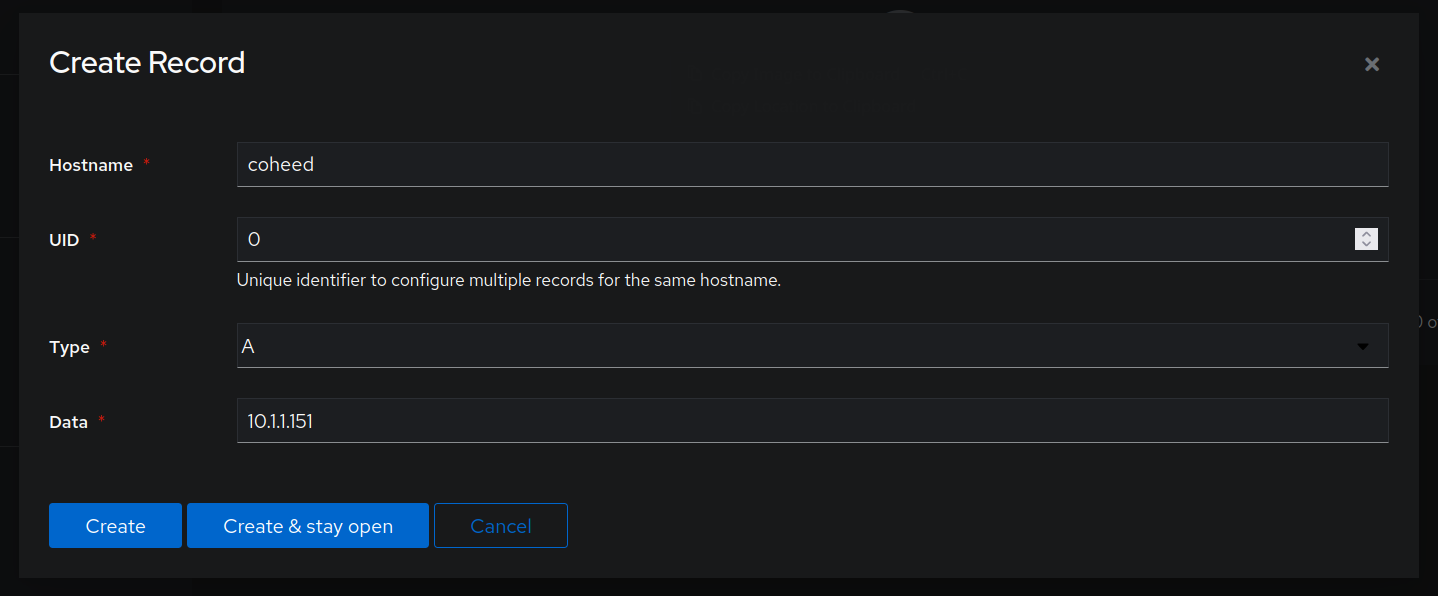 Create Record
Hostname *
coheed
UID *
0
Unique identifier to configure multiple records for the same hostname.
Type *
A
Data *
10.1.1.151
Create
Create & stay open
Cancel